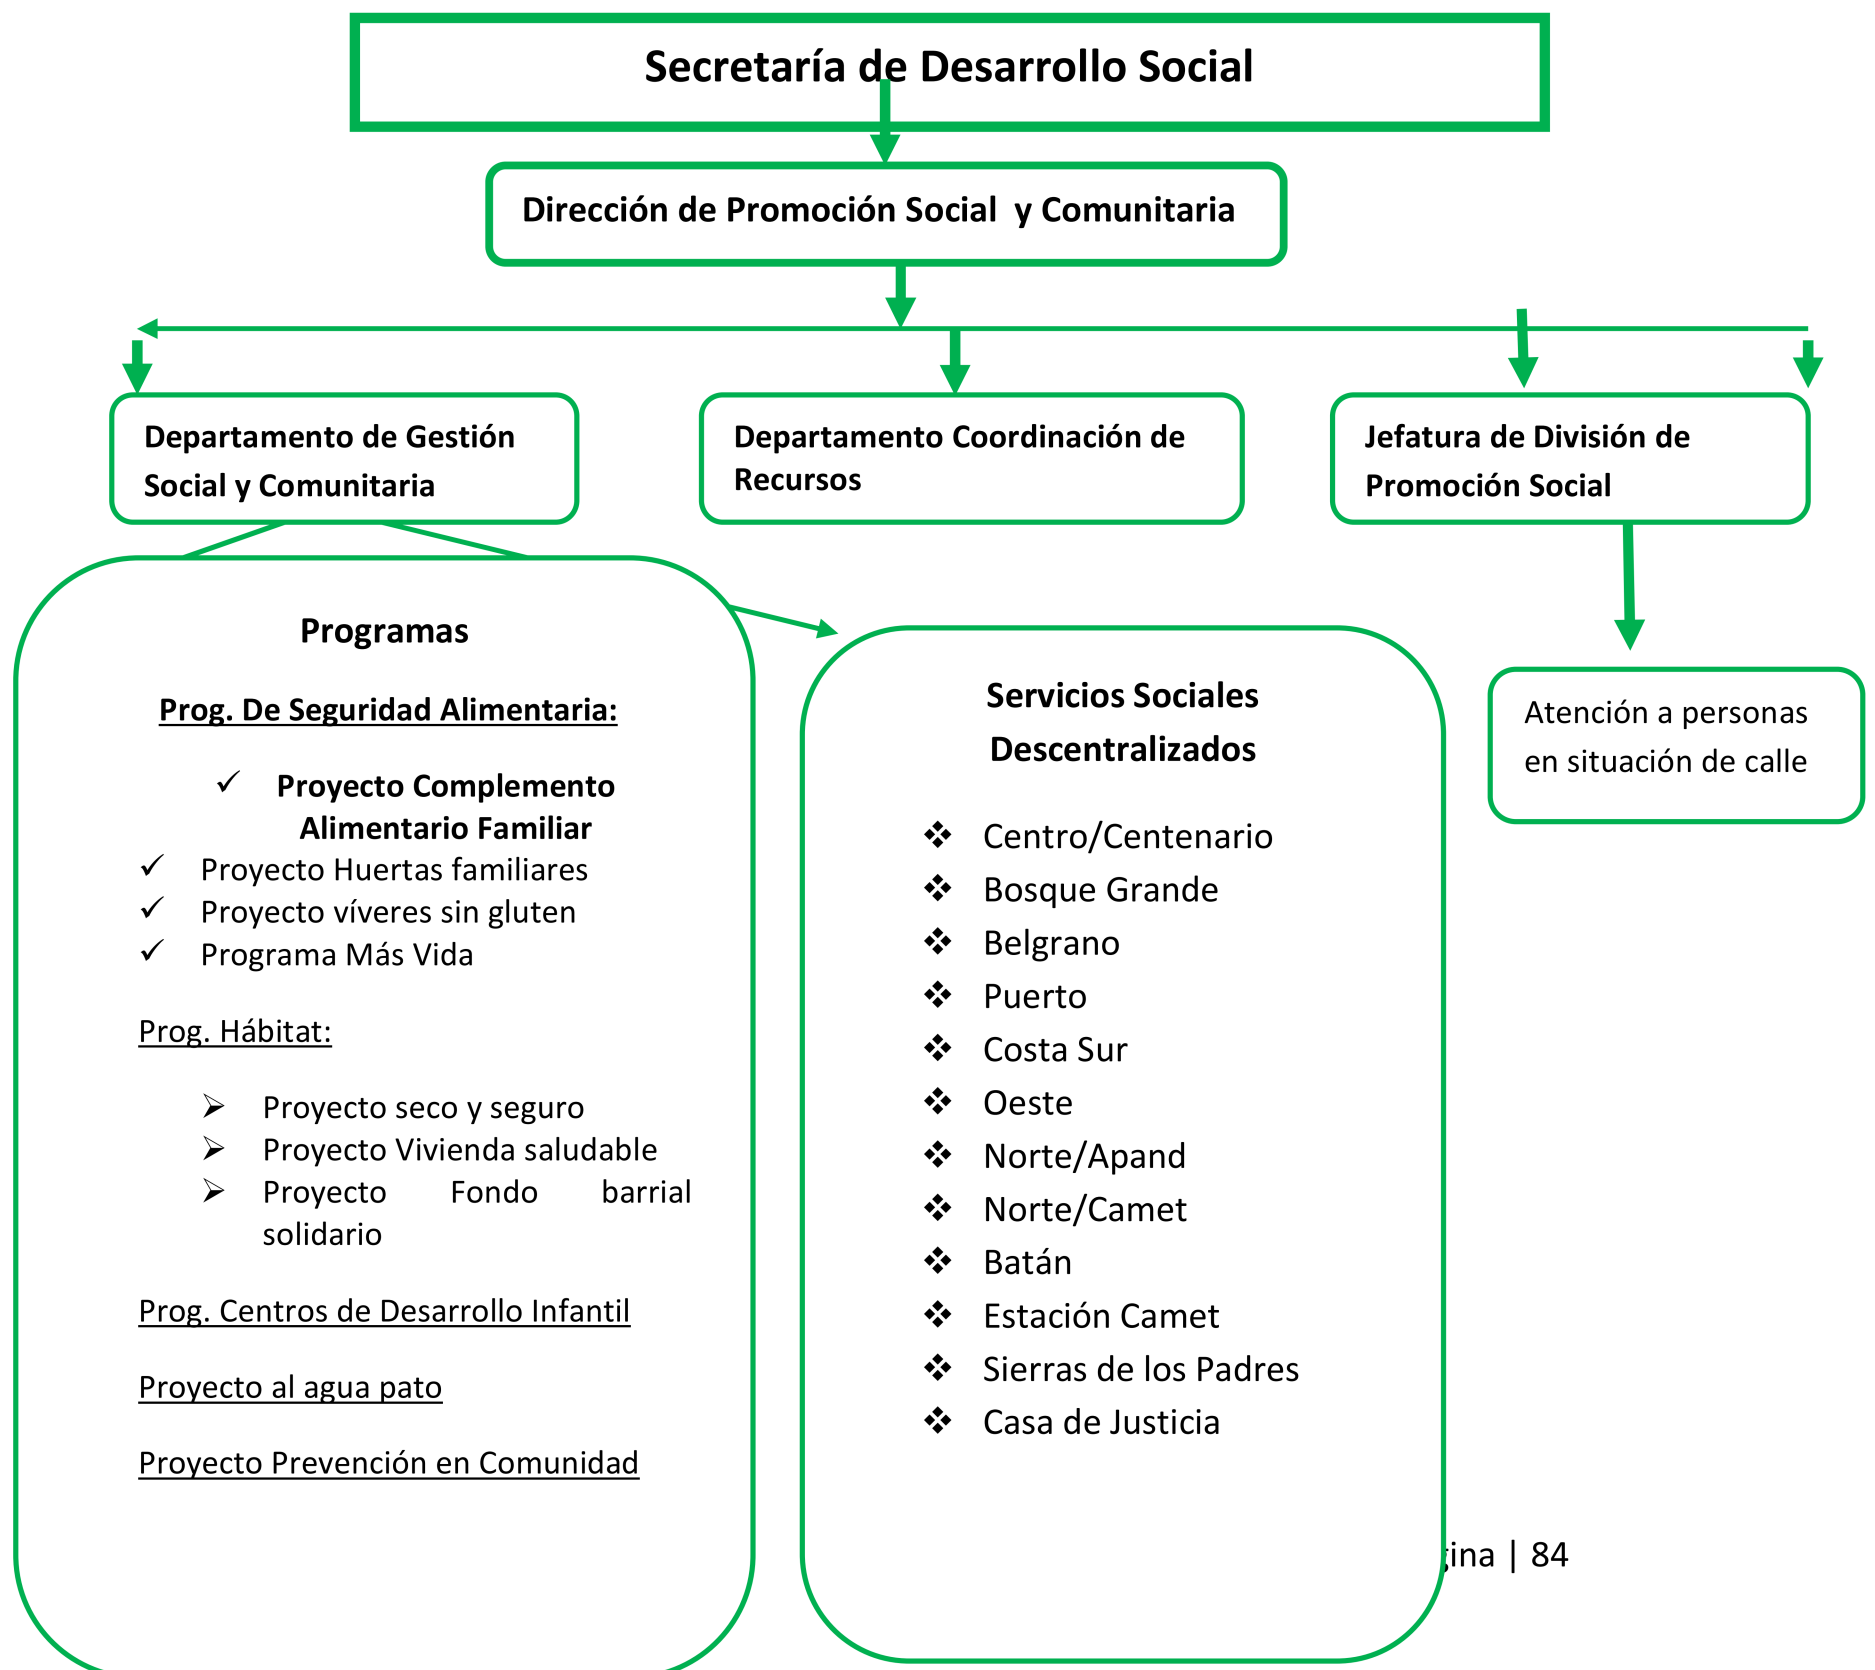 Secretaría de Desarrollo Social
Dirección de Promoción Social y Comunitaria
Departamento de Gestión
Social y Comunitaria
Departamento Coordinación de
Recursos
Jefatura de División de
Promoción Social
Programas
Prog. De Seguridad Alimentaria:
✓ Proyecto Complemento
Alimentario Familiar
✓ Proyecto Huertas familiares
✓ Proyecto víveres sin gluten
✓ Programa Más Vida
Prog. Hábitat:
➢ Proyecto seco y seguro
➢ Proyecto Vivienda saludable
➢ Proyecto Fondo barrial
solidario
Prog. Centros de Desarrollo Infantil
Proyecto al agua pato
Proyecto Prevención en Comunidad
Servicios Sociales
Descentralizados
❖ Centro/Centenario
❖ Bosque Grande
❖ Belgrano
❖ Puerto
❖ Costa Sur
❖ Oeste
❖ Norte/Apand
❖ Norte/Camet
❖ Batán
❖ Estación Camet
❖ Sierras de los Padres
❖ Casa de Justicia
Atención a personas
en situación de calle
gina | 84